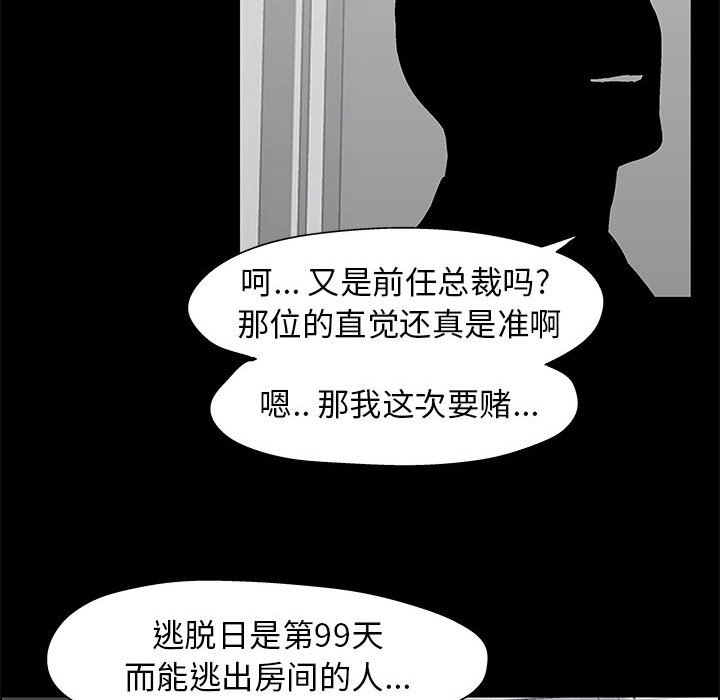 呵... 又是前任总裁吗?
那位的直觉还真是准啊
嗯.. 那我这次要赌...
逃脱日是第99天
而能逃出房间的人...